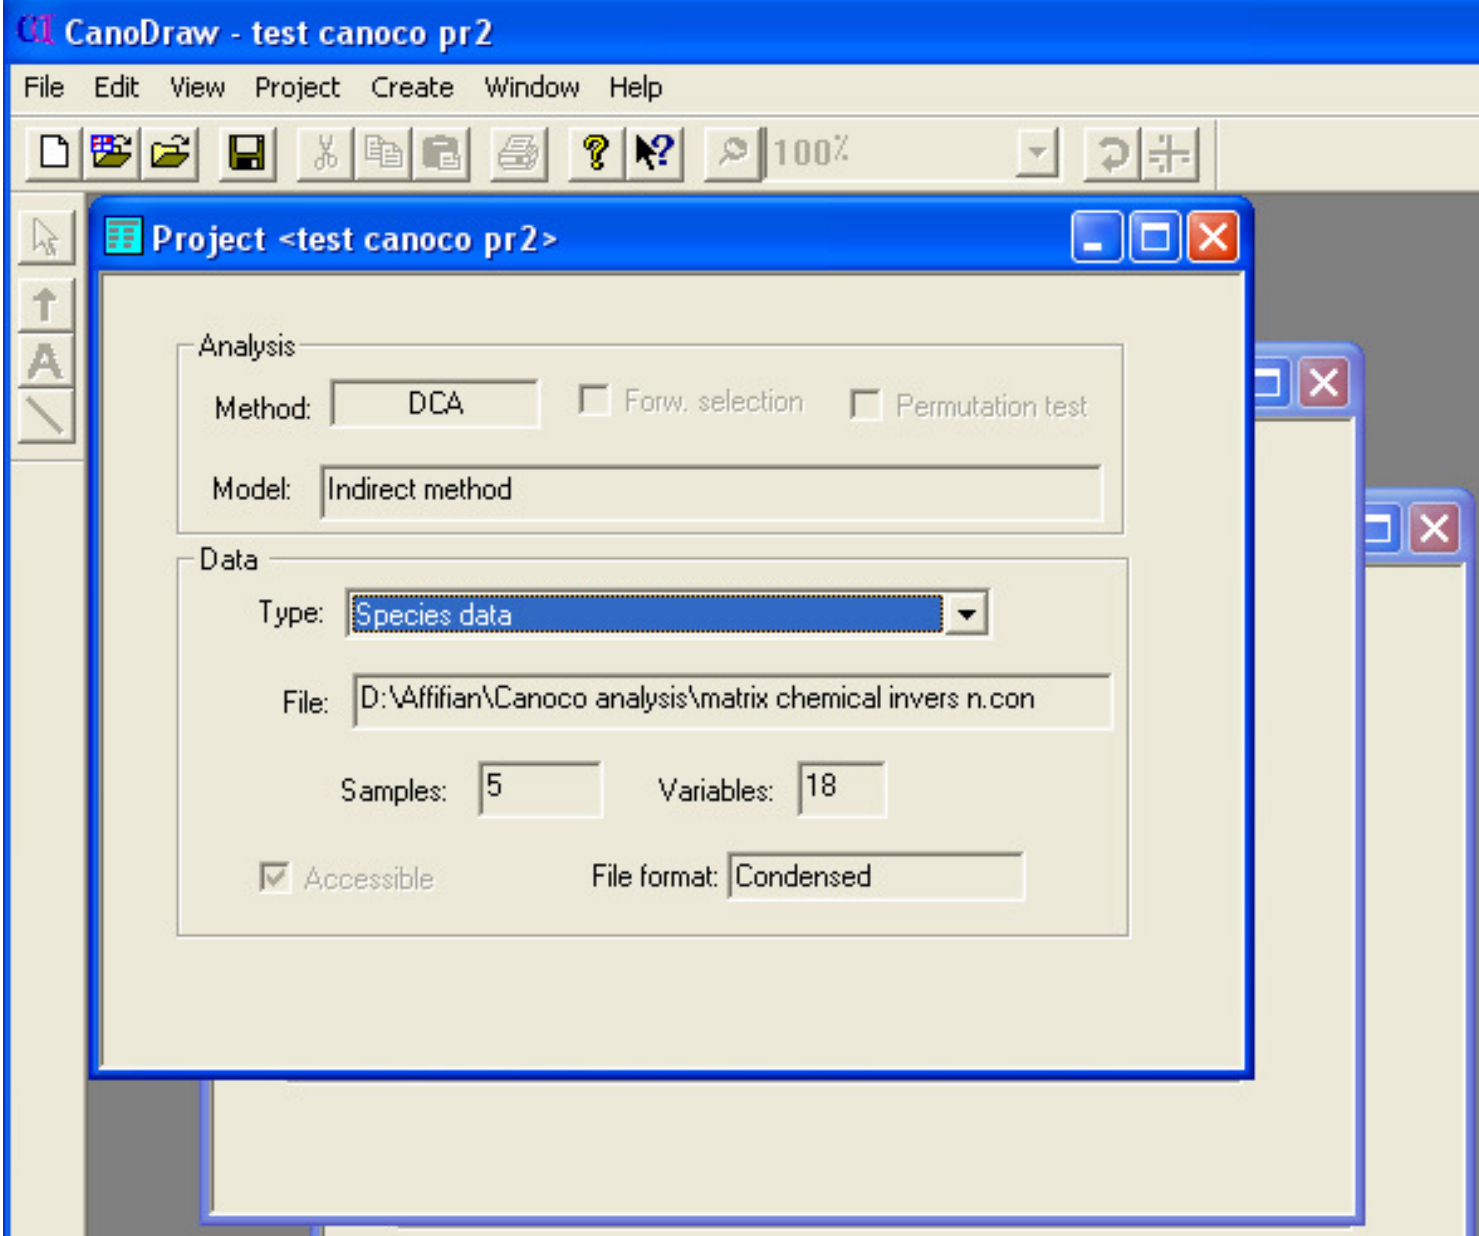 CanoDraw - test canoco pr2
File Edit View Project Create Window Help
100%
Project <test canoco pr2>
Analysis
Method: DCA Forw. selection Permutation test
Model: Indirect method
Data
Type: Species data
File: D:\Affifian\Canoco analysis\matrix chemical invers n.con
Samples: 5 Variables: 18
Accessible File format: Condensed